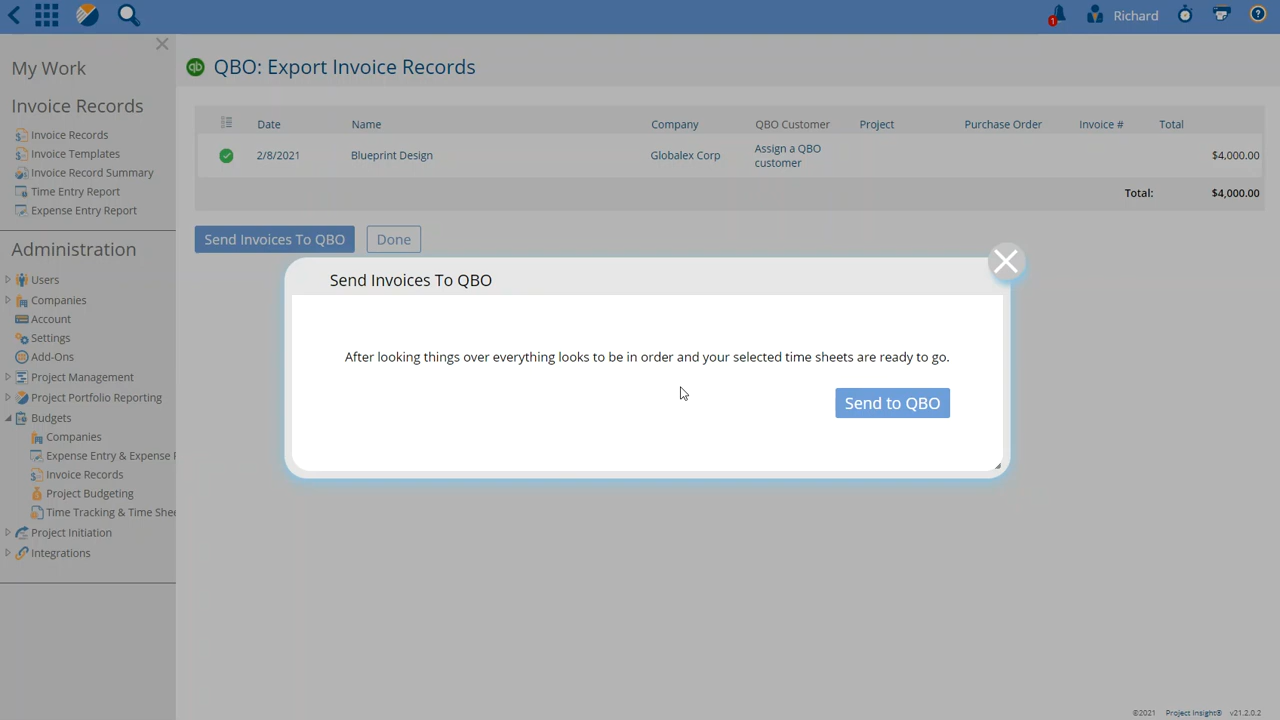 Richard
1
My Work
Invoice Records
Invoice Records
Invoice Templates
Invoice Record Summary
Time Entry Report
Expense Entry Report
Administration
Users
Companies
Account
Settings
Add-Ons
Project Management
Project Portfolio Reporting
Budgets
Companies
Expense Entry & Expense R
Invoice Records
Project Budgeting
Time Tracking & Time Shee
Project Initiation
Integrations
qb QBO: Export Invoice Records
Date Name Company QBO Customer Project Purchase Order Invoice # Total
2/8/2021 Blueprint Design Globalex Corp Assign a QBO customer $4,000.00
Total: $4,000.00
Send Invoices To QBO Done
Send Invoices To QBO
After looking things over everything looks to be in order and your selected time sheets are ready to go.
Send to QBO
©2021 Project Insight® v21.2.0.2